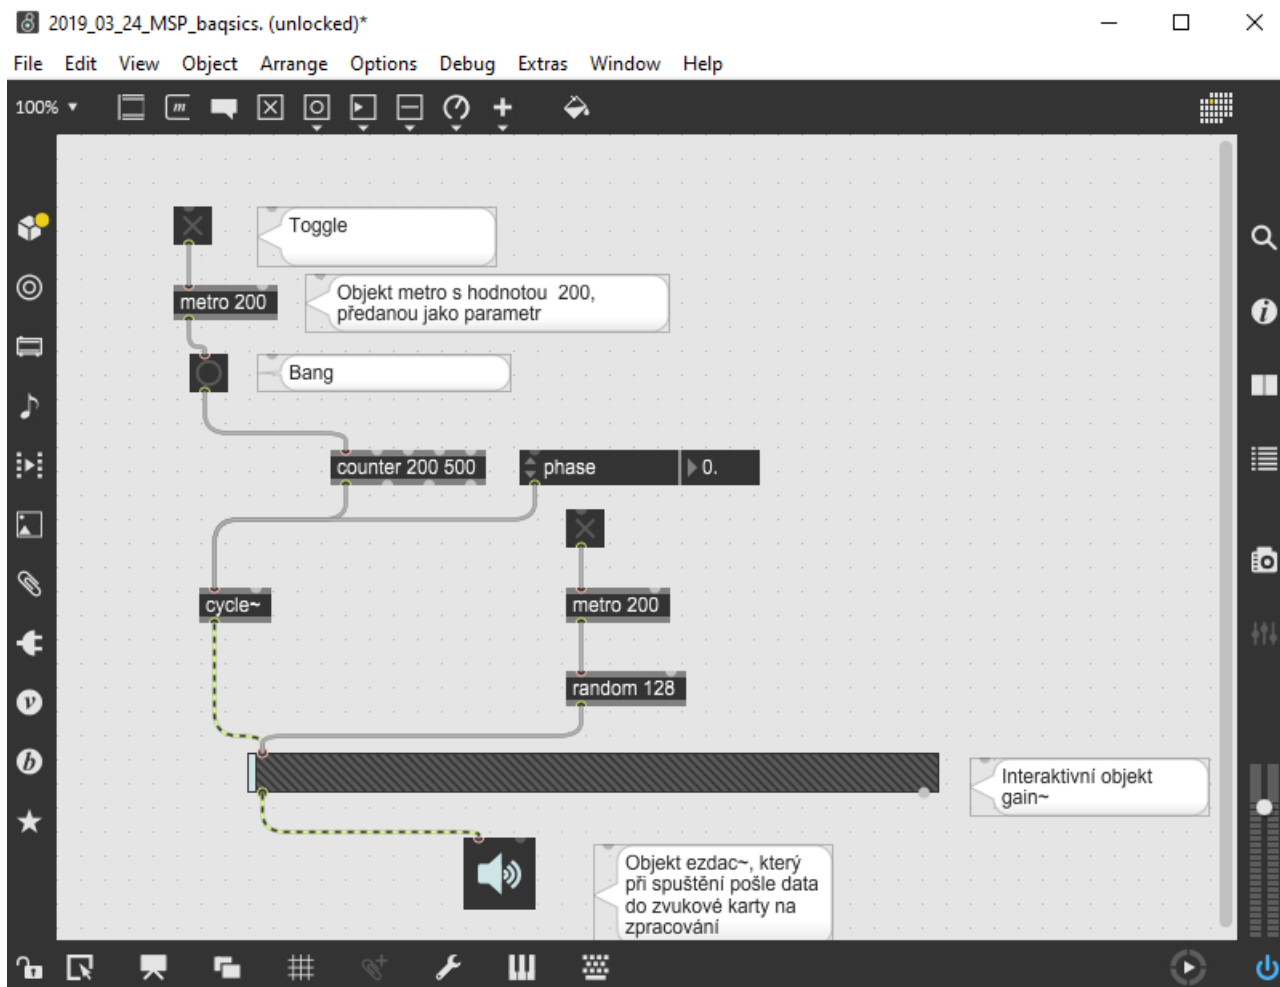 2019_03_24_MSP_baqsics. (unlocked)*
File Edit View Object Arrange Options Debug Extras Window Help
100%
m
Toggle
metro 200
Objekt metro s hodnotou  200,
předanou jako parametr
Bang
counter 200 500
phase
0.
cycle~
metro 200
random 128
Interaktivní objekt
gain~
Objekt ezdac~, který
při spuštění pošle data
do zvukové karty na
zpracování